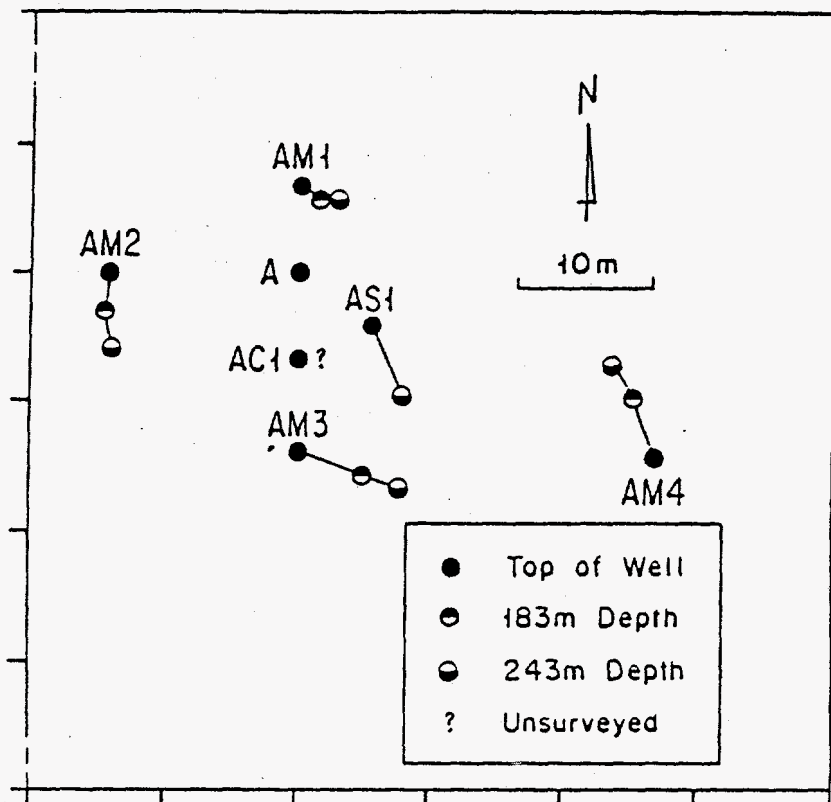 N
AM1
AM2
A
10m
AS1
AC1 ?
AM3
AM4
Top of Well
183m Depth
243m Depth
? Unsurveyed